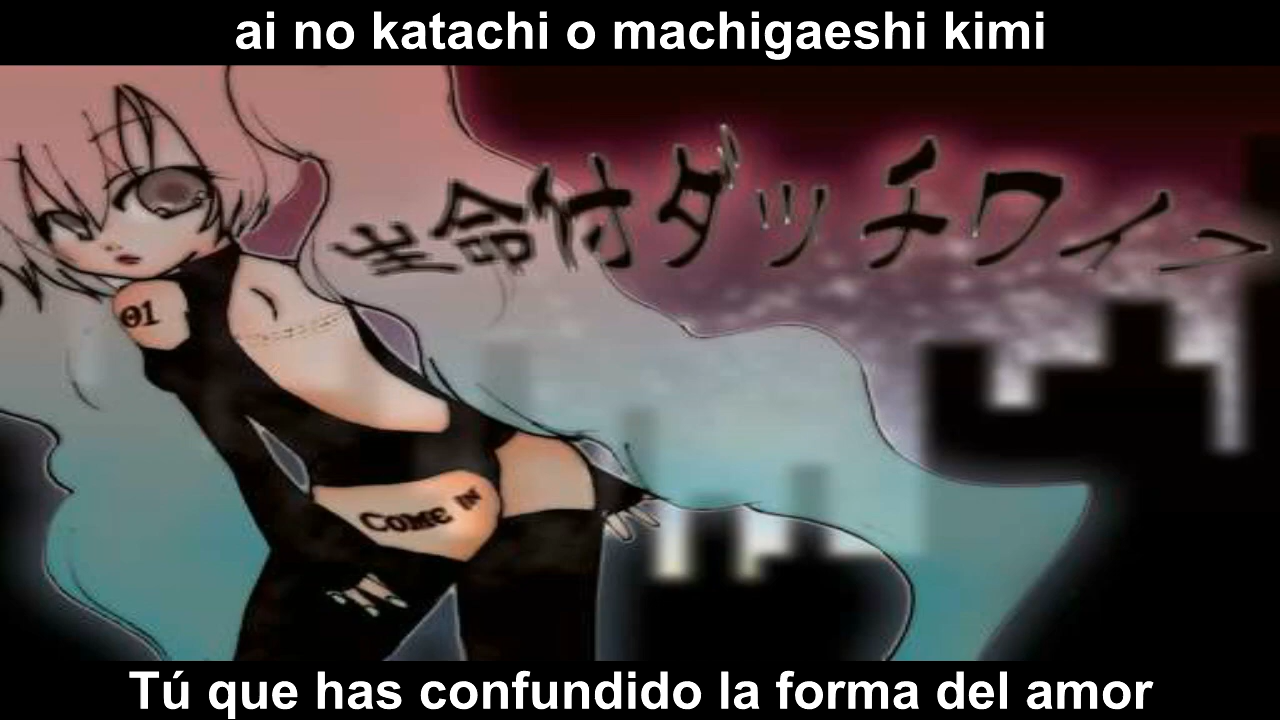 ai no katachi o machigaeshi kimi
生命付ダッチワイフ
01
COME IN
Tú que has confundido la forma del amor